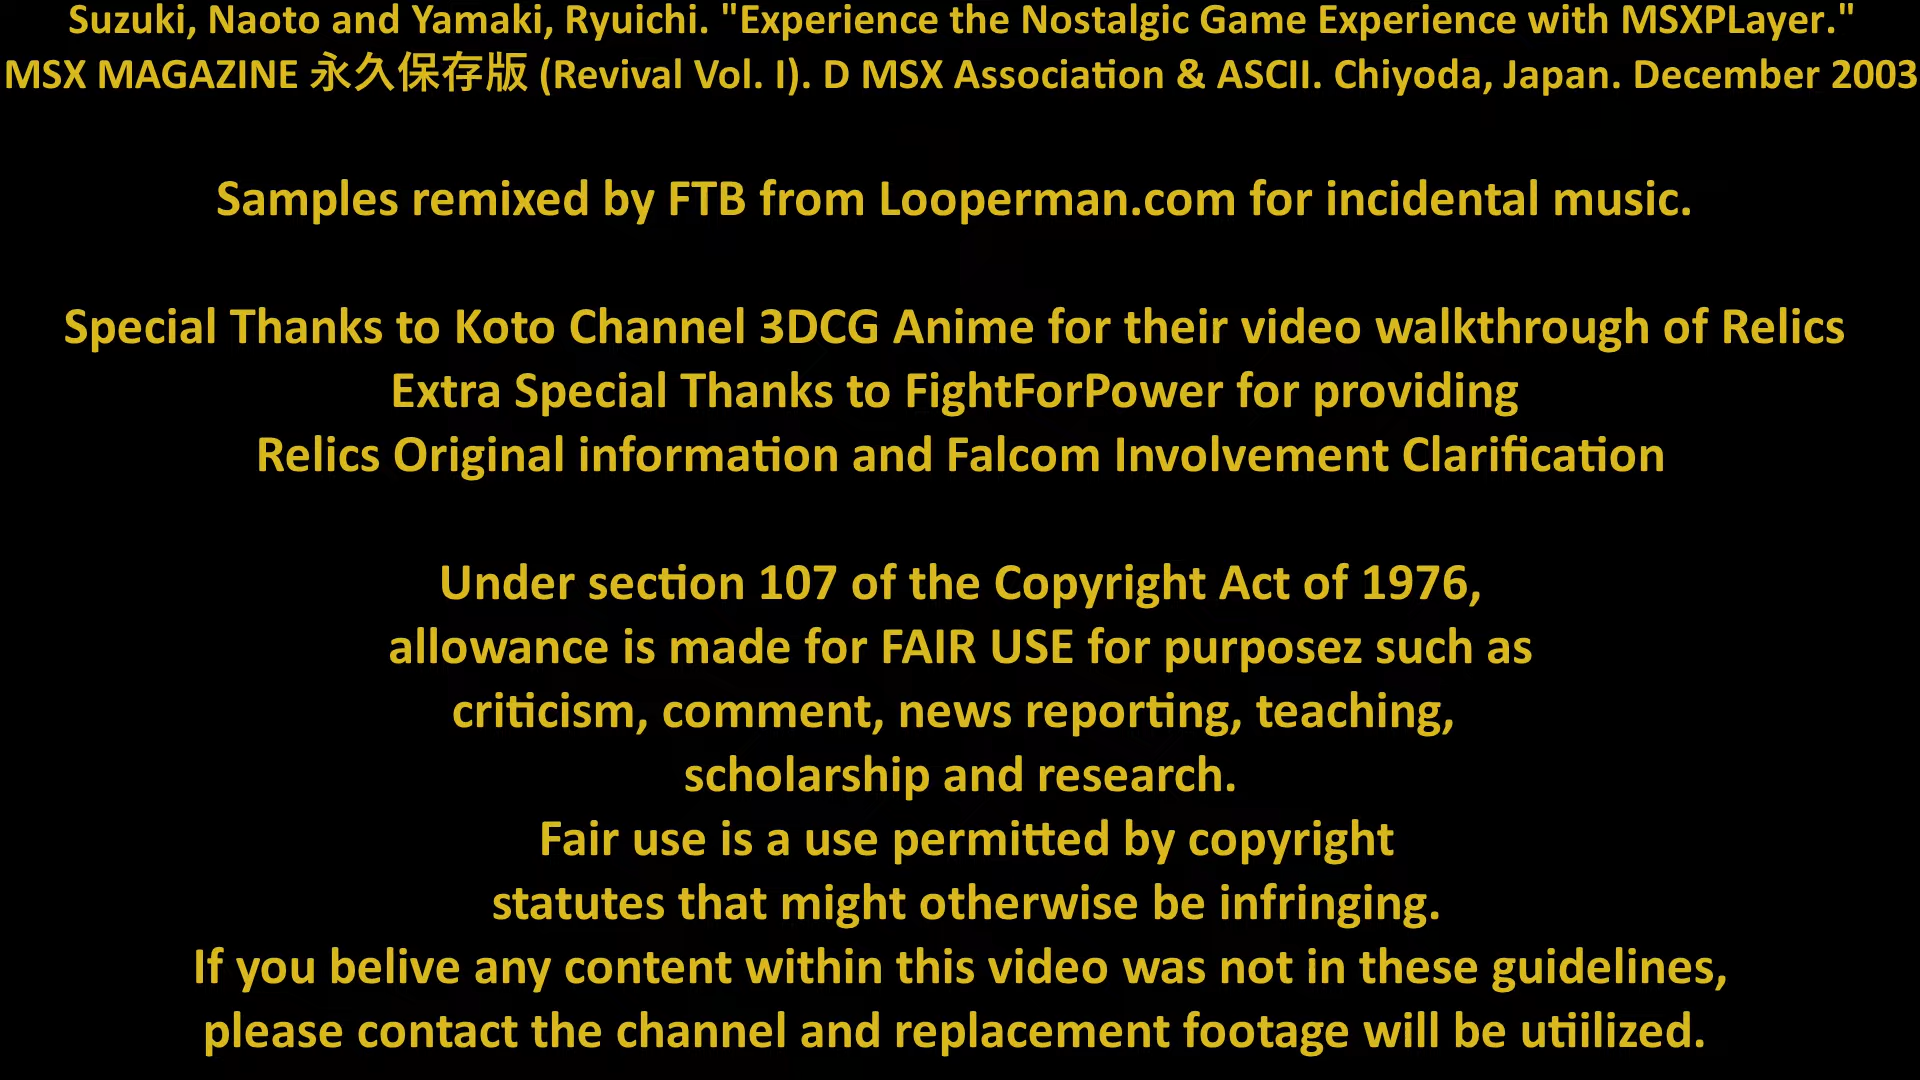 Suzuki, Naoto and Yamaki, Ryuichi. "Experience the Nostalgic Game Experience with MSXPLayer."
MSX MAGAZINE 永久保存版 (Revival Vol. I). D MSX Association & ASCII. Chiyoda, Japan. December 2003
Samples remixed by FTB from Looperman.com for incidental music.
Special Thanks to Koto Channel 3DCG Anime for their video walkthrough of Relics
Extra Special Thanks to FightForPower for providing
Relics Original information and Falcom Involvement Clarification
Under section 107 of the Copyright Act of 1976,
allowance is made for FAIR USE for purposez such as
criticism, comment, news reporting, teaching,
scholarship and research.
Fair use is a use permitted by copyright
statutes that might otherwise be infringing.
If you belive any content within this video was not in these guidelines,
please contact the channel and replacement footage will be utiilized.